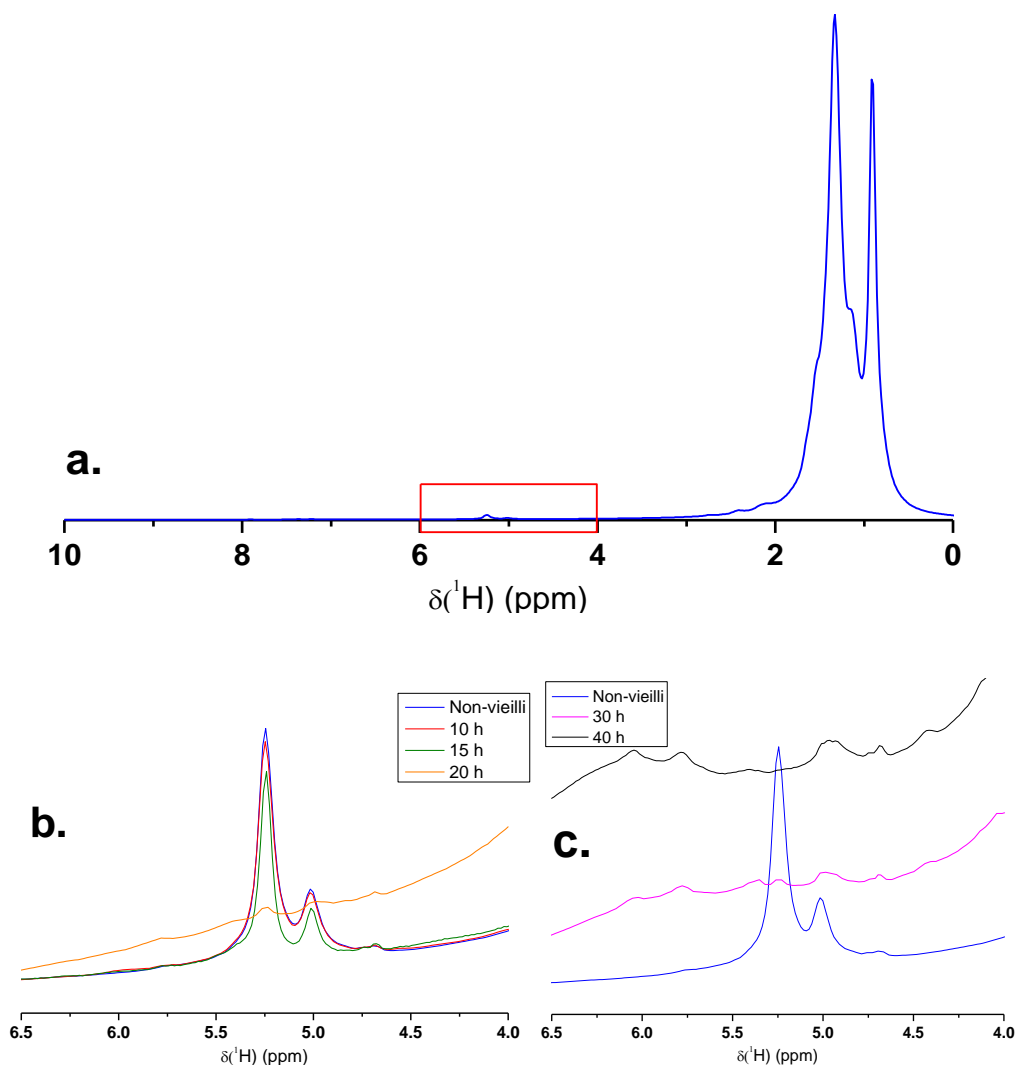 a.
10 8 6 4 2 0
δ(¹H) (ppm)
Non-vieilli
10 h
15 h
20 h
b.
6.5 6.0 5.5 5.0 4.5 4.0
δ(¹H) (ppm)
Non-vieilli
30 h
40 h
c.
6.5 6.0 5.5 5.0 4.5 4.0
δ(¹H) (ppm)